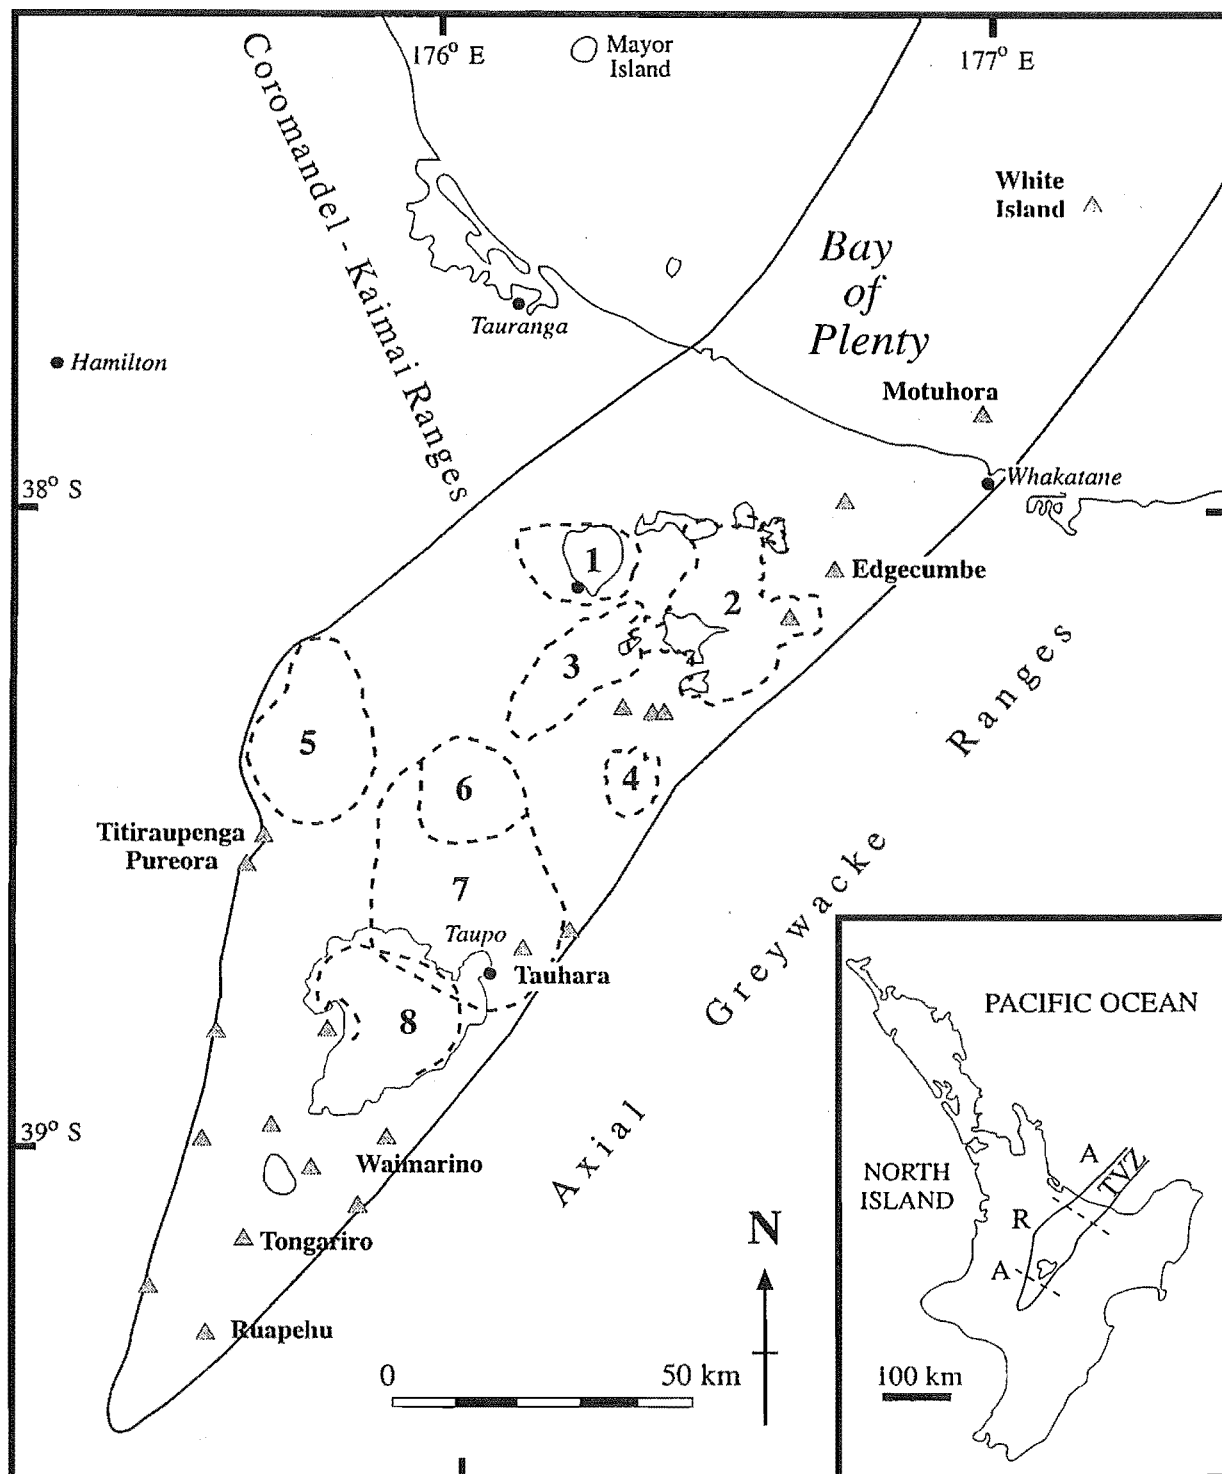 176° E
Mayor
Island
177° E
Coromandel - Kaimai Ranges
White
Island
Bay
of
Plenty
Tauranga
Hamilton
Motuhora
Whakatane
38° S
1
Edgecumbe
2
3
Axial Greywacke Ranges
5
4
6
Titiraupenga
Pureora
7
Taupo
Tauhara
8
39° S
Waimarino
Tongariro
Ruapehu
N
0 50 km
PACIFIC OCEAN
NORTH
ISLAND
A
TVZ
R
A
100 km